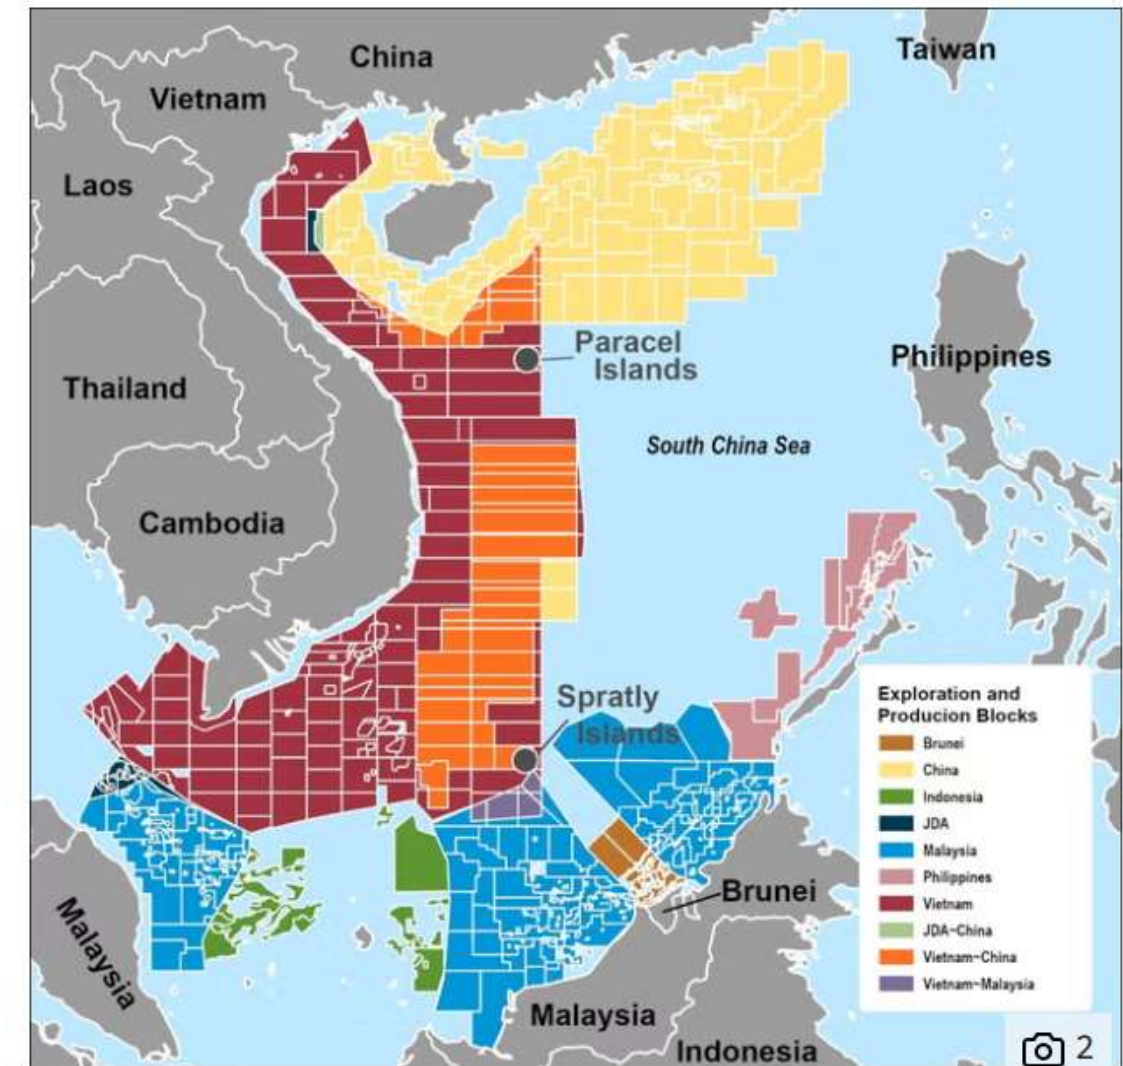 China
Taiwan
Vietnam
Laos
Paracel
Islands
Philippines
Thailand
South China Sea
Cambodia
Spratly
Islands
Exploration and
Producion Blocks
Brunei
China
Indonesia
JDA
Malaysia
Philippines
Vietnam
JDA~China
Vietnam~China
Vietnam~Malaysia
Brunei
Malaysia
Malaysia
Indonesia
2